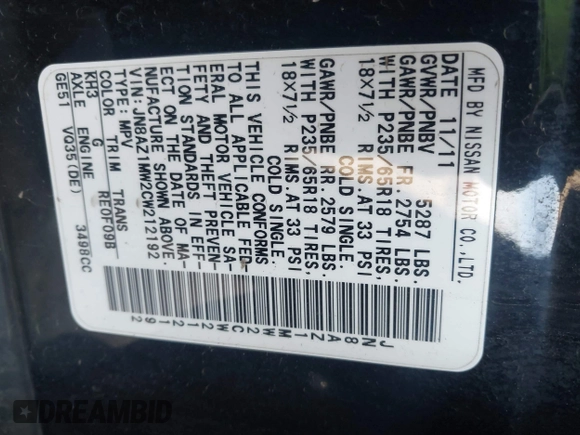 MFD BY NISSAN MOTOR CO.,LTD.
DATE 11/11
GVWR/PNBV 5287 LBS.
GAWR/PNBE FR. 2754 LBS.
WITH P235/65R18 TIRES,
18X7½ RIMS.AT 33 PSI
COLD SINGLE.
GAWR/PNBE RR. 2579 LBS.
WITH P235/65R18 TIRES,
18X7½ RIMS.AT 33 PSI
COLD SINGLE.
THIS VEHICLE CONFORMS
TO ALL APPLICABLE FED-
ERAL MOTOR VEHICLE SA-
FETY AND THEFT PREVEN-
TION STANDARDS IN EFF-
ECT ON THE DATE OF MA-
NUFACTURE SHOWN ABOVE.
VIN: JN8AZ1MW2CW212192
TYPE: MPV
COLOR TRIM TRANS
KH3 G RE0F09B
AXLE ENGINE
GE51 VQ35(DE) 3498CC
JN8AZ1MW2CW212192
DREAMBID